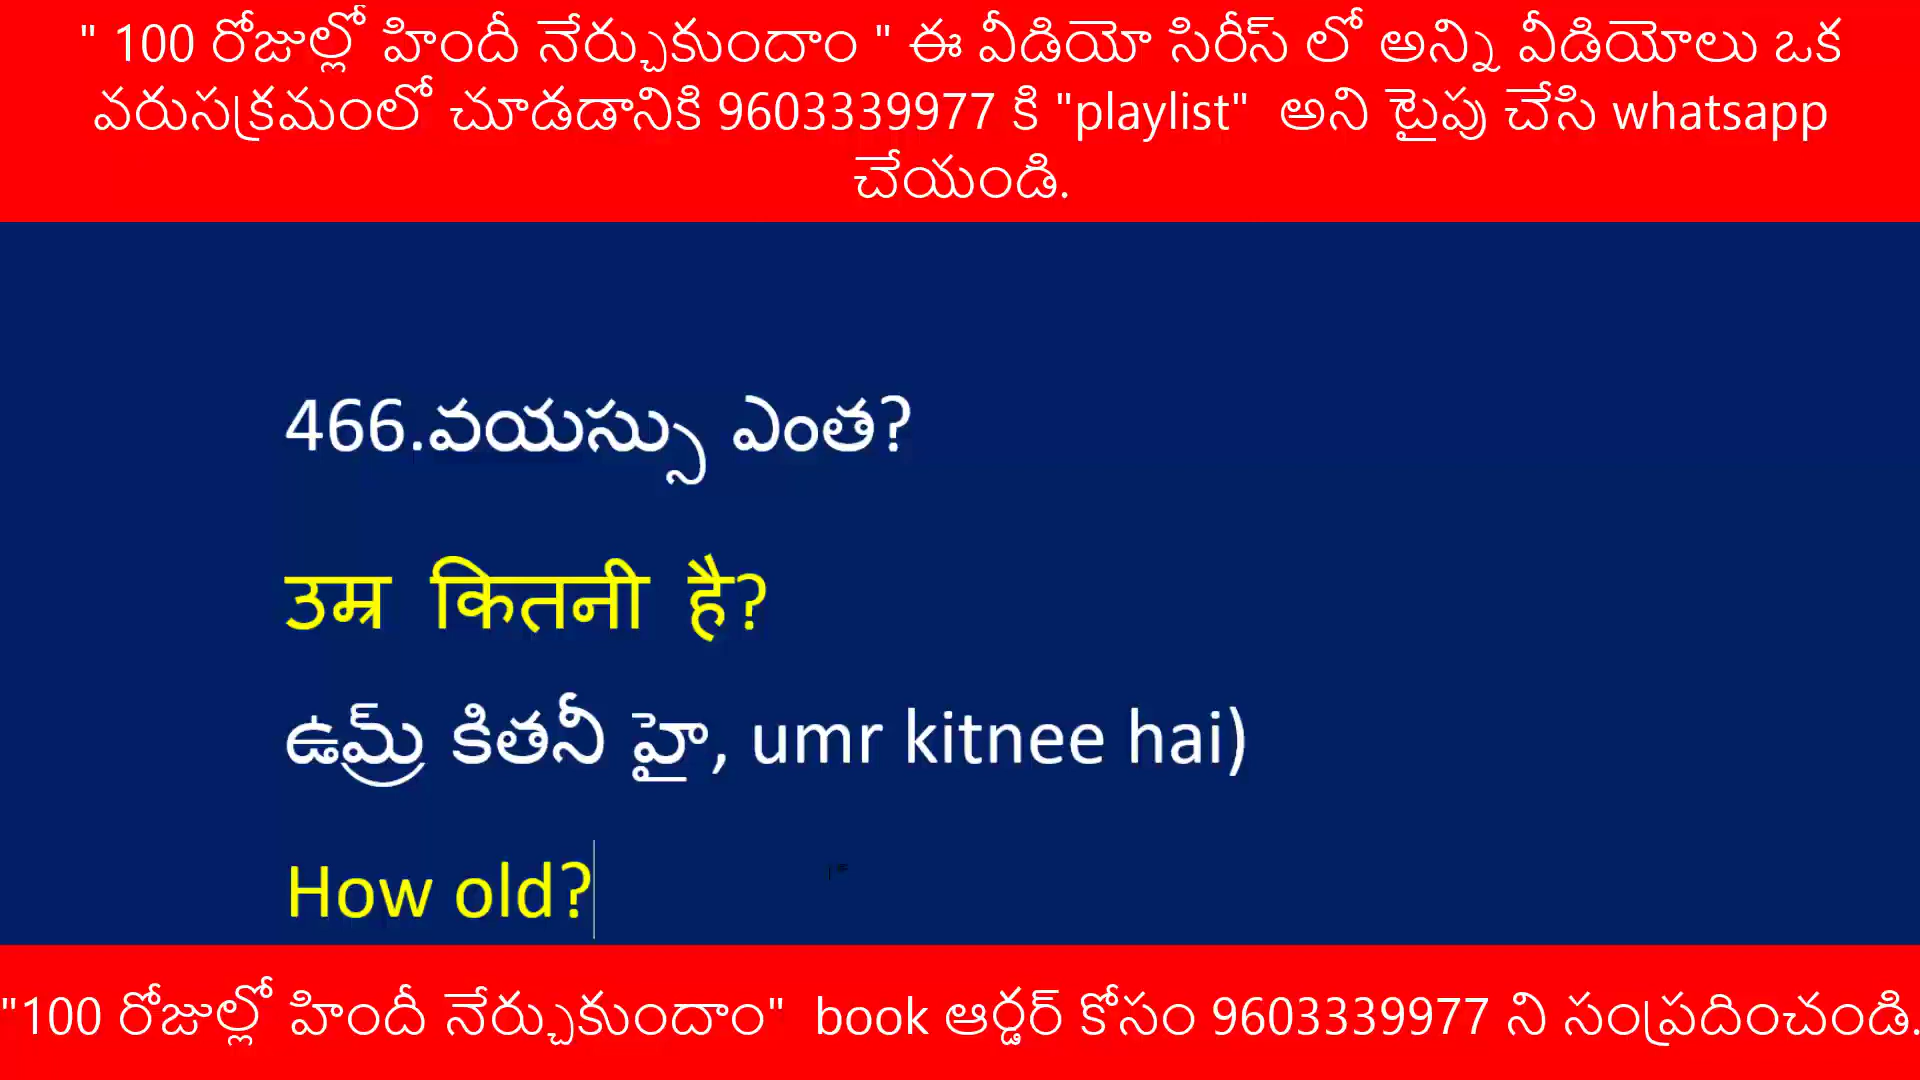 " 100 రోజుల్లో హిందీ నేర్చుకుందాం " ఈ వీడియో సిరీస్ లో అన్ని వీడియోలు ఒక
వరుసక్రమంలో చూడడానికి 9603339977 కి "playlist" అని టైపు చేసి whatsapp
చేయండి.
466.వయస్సు ఎంత?
उम्र कितनी है?
ఉమ్ర్ కితనీ హై, umr kitnee hai)
How old?
"100 రోజుల్లో హిందీ నేర్చుకుందాం" book ఆర్డర్ కోసం 9603339977 ని సంప్రదించండి.